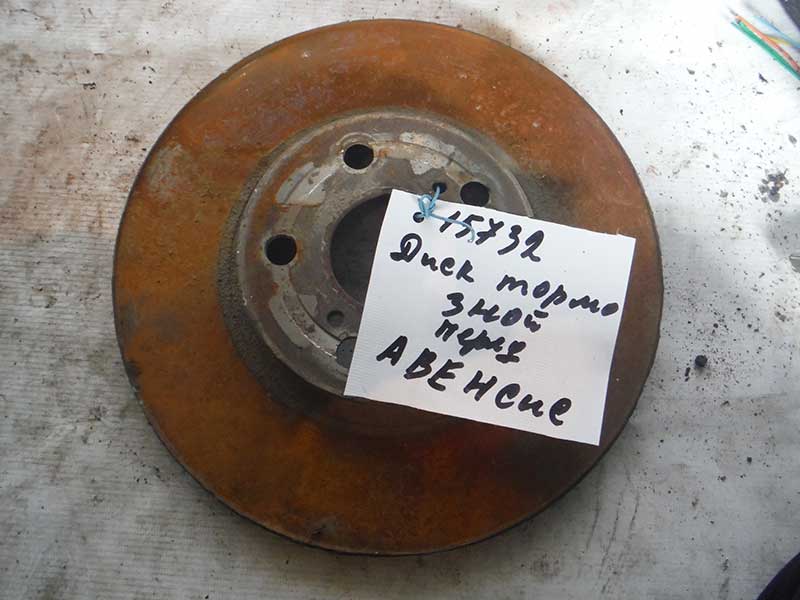 15732
Диск тормо
зной
перед
АВЕНсис